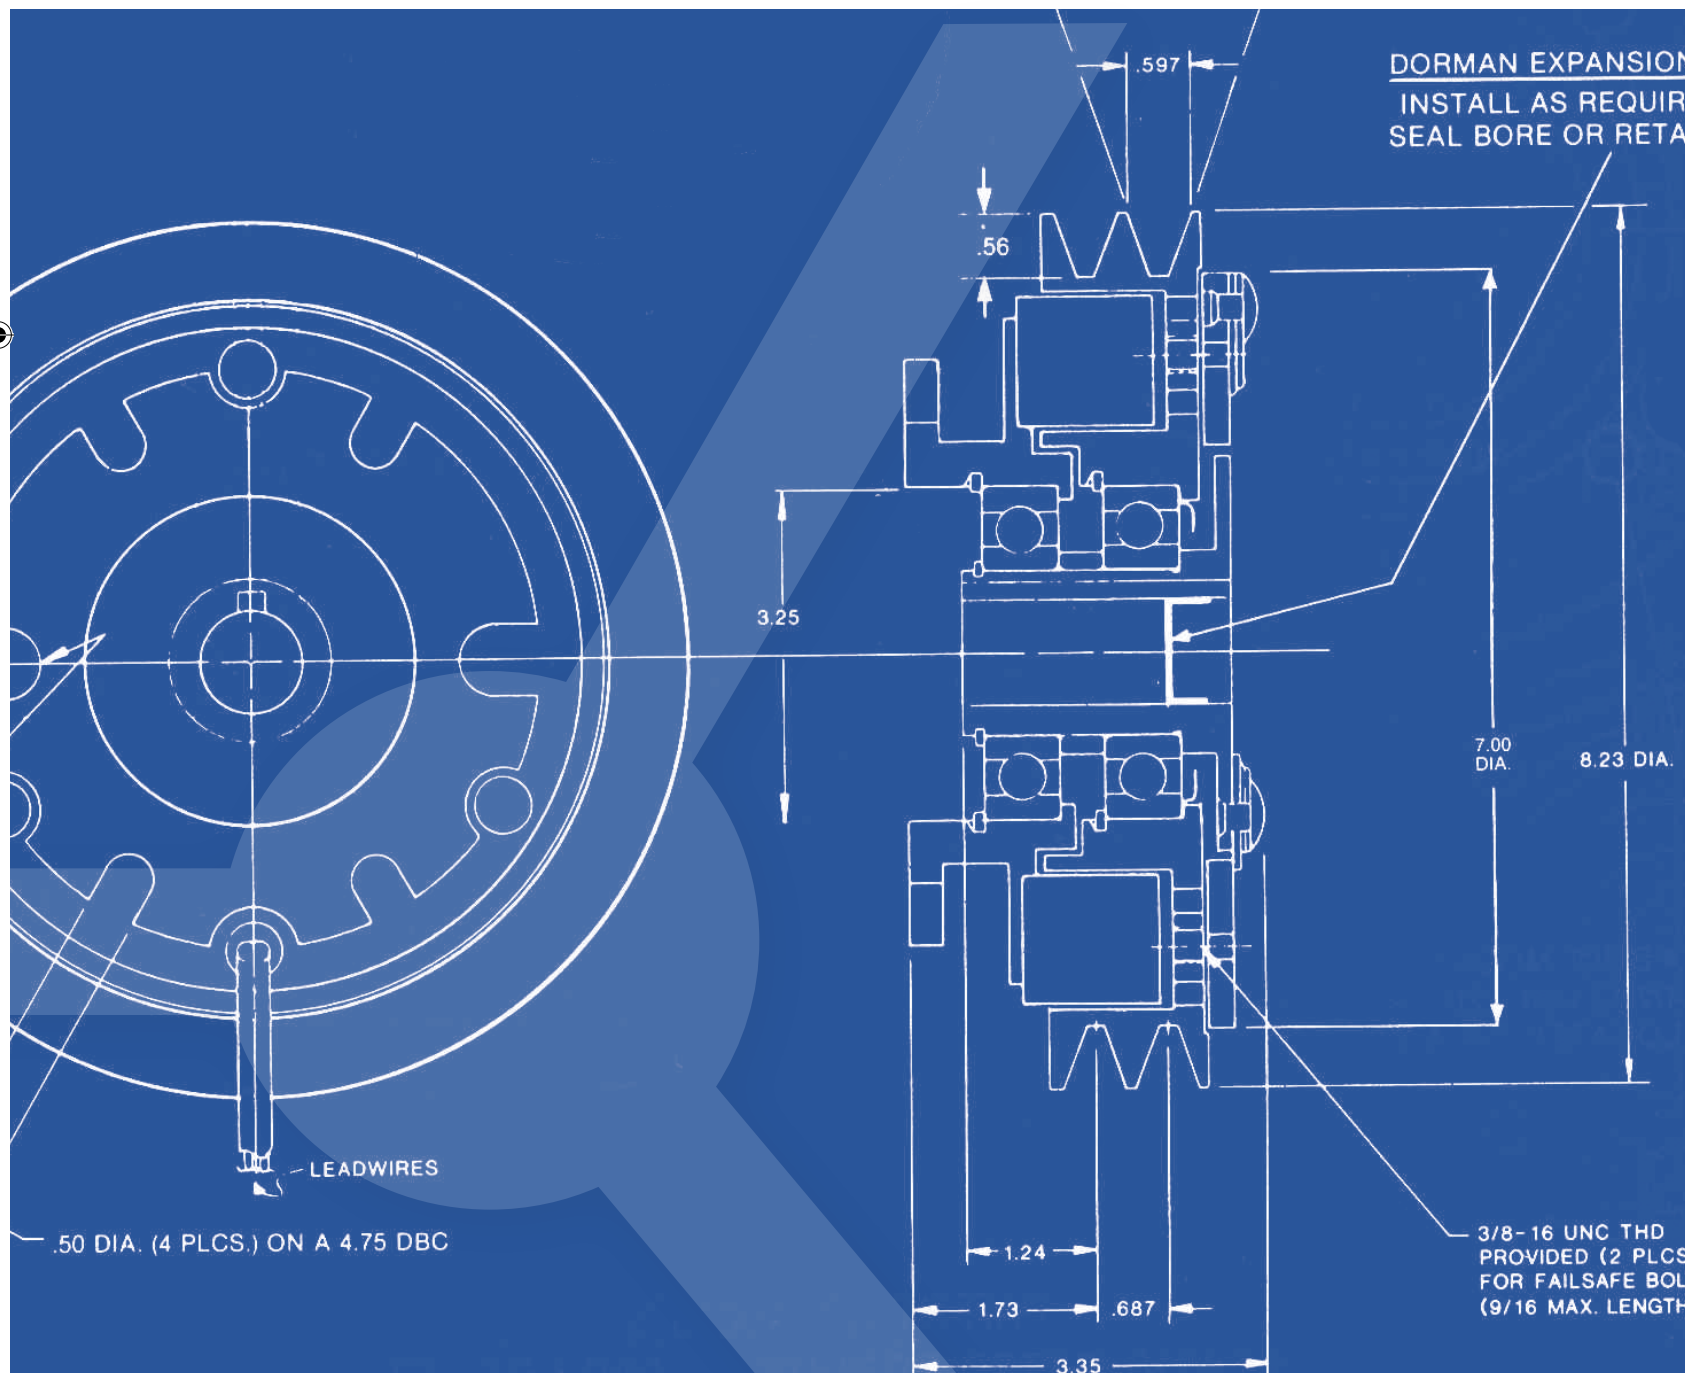 .597
DORMAN EXPANSION
INSTALL AS REQUIR
SEAL BORE OR RETA
.56
3.25
7.00
DIA.
8.23 DIA.
LEADWIRES
.50 DIA. (4 PLCS.) ON A 4.75 DBC
1.24
1.73
.687
3.35
3/8-16 UNC THD
PROVIDED (2 PLCS
FOR FAILSAFE BOL
(9/16 MAX. LENGTH